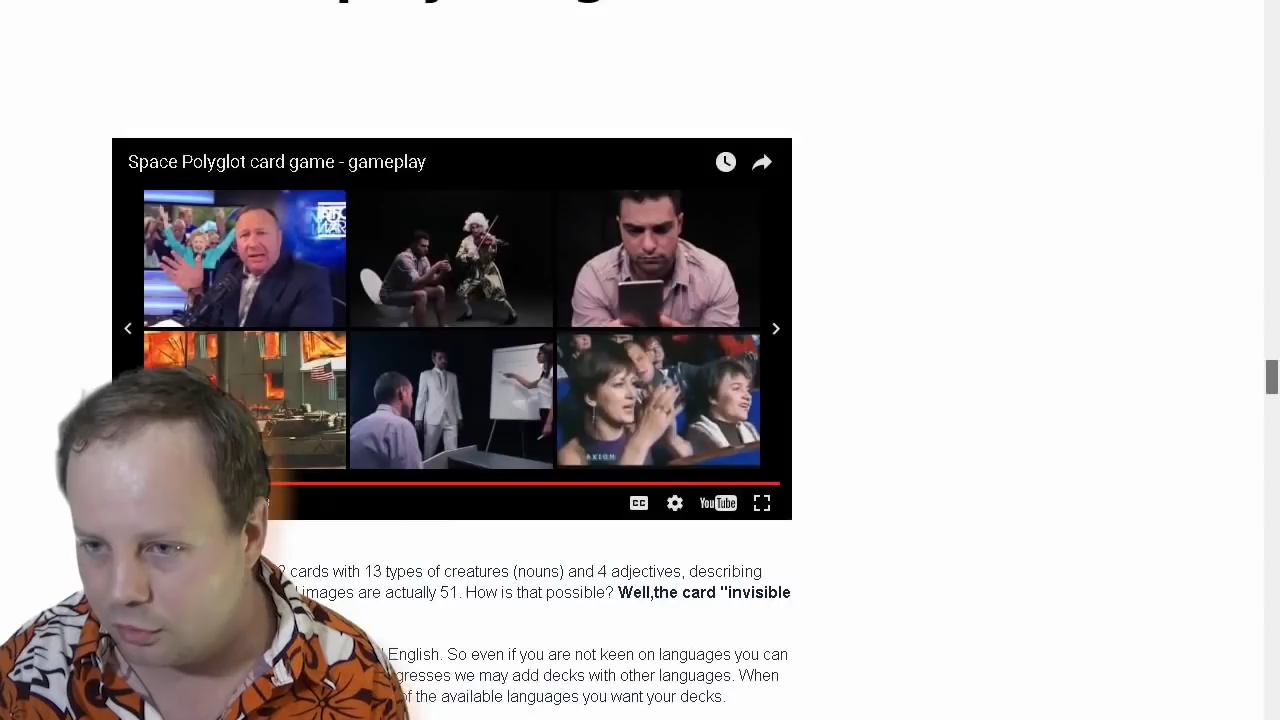 Space Polyglot card game - gameplay
AXION
CC
YouTube
cards with 13 types of creatures (nouns) and 4 adjectives, describing
images are actually 51. How is that possible? Well,the card "invisible
English. So even if you are not keen on languages you can
gresses we may add decks with other languages. When
of the available languages you want your decks.